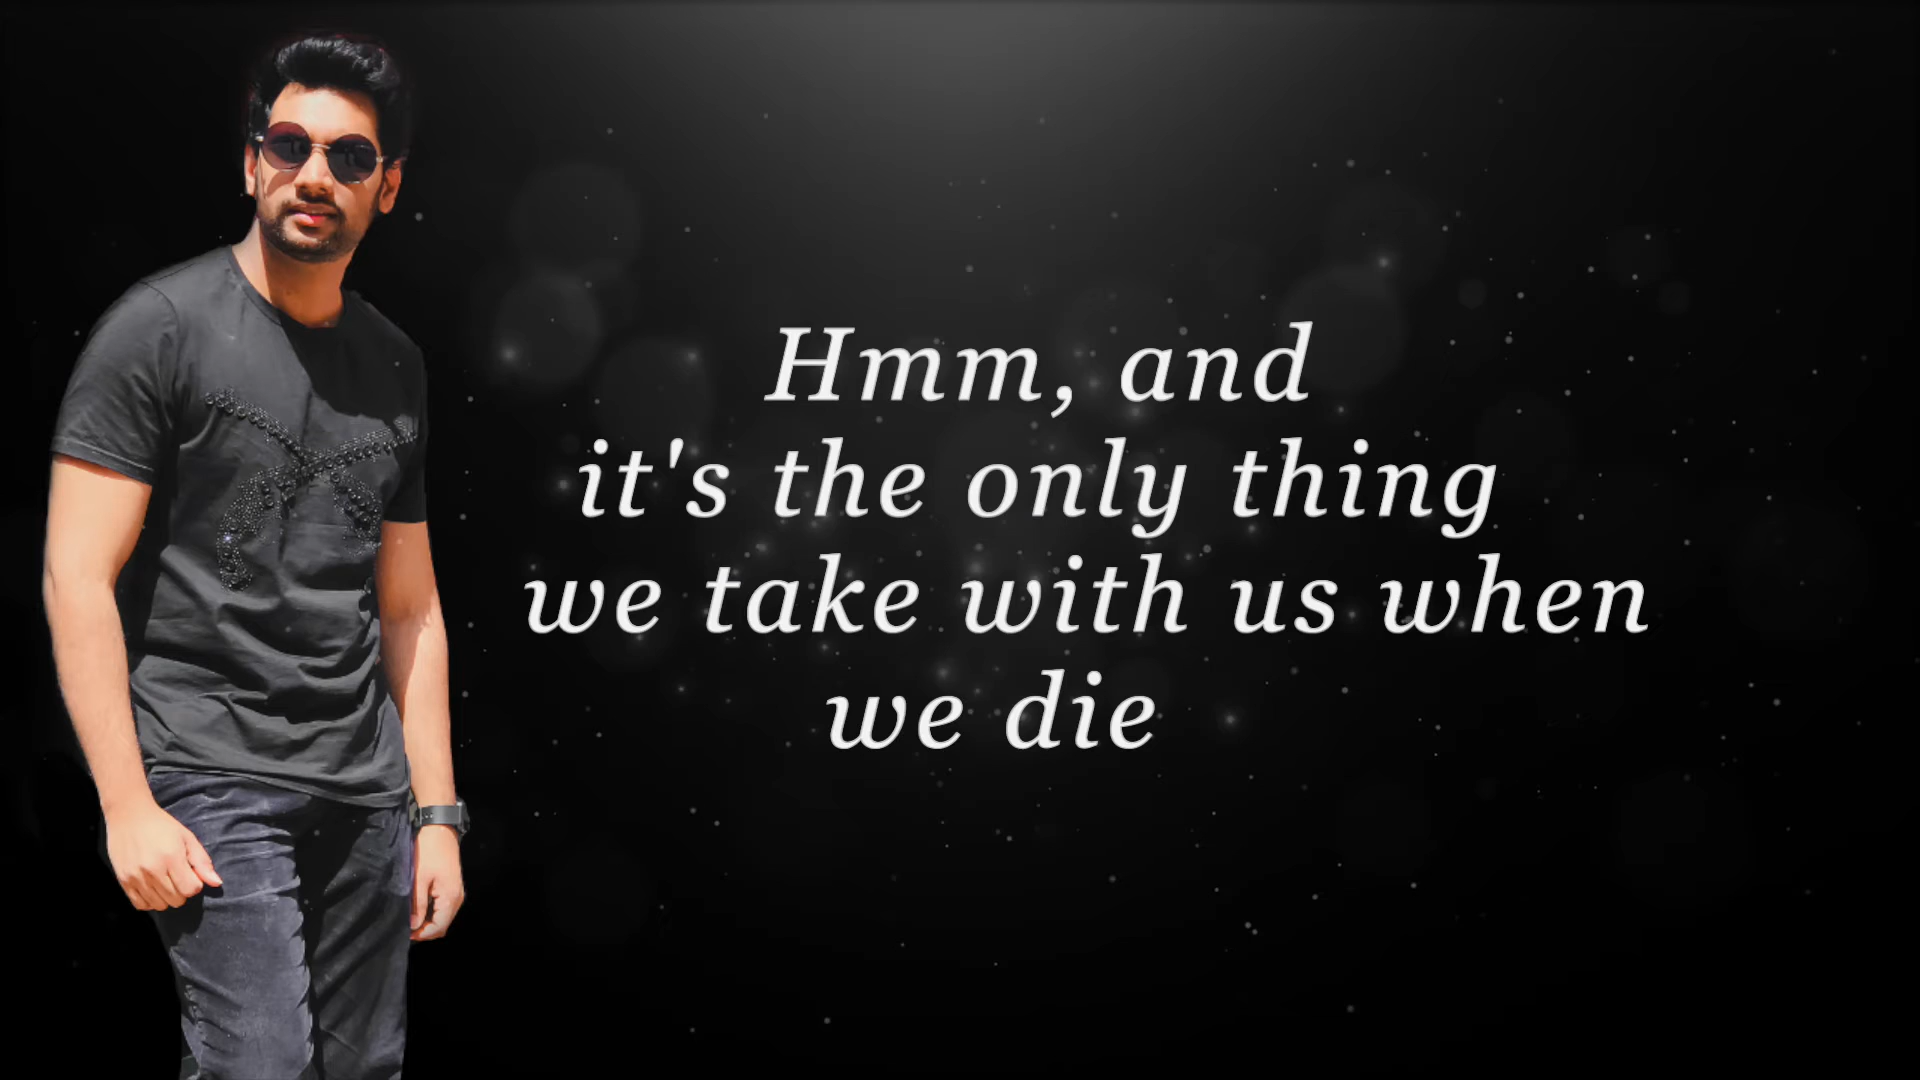 Hmm, and
it's the only thing
we take with us when
we die